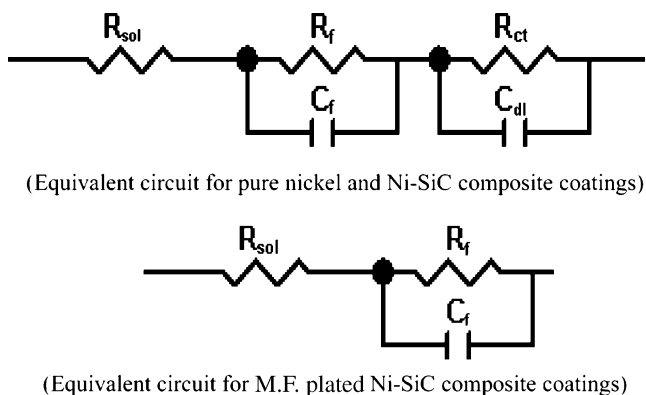 Rsol Rf Rct
Cf Cdl
(Equivalent circuit for pure nickel and Ni-SiC composite coatings)
Rsol Rf
Cf
(Equivalent circuit for M.F. plated Ni-SiC composite coatings)